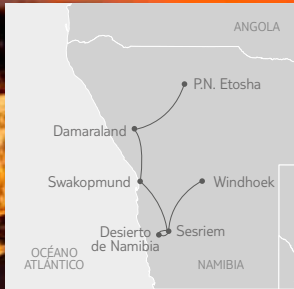 ANGOLA
P.N. Etosha
Damaraland
Swakopmund
Windhoek
Desierto
de Namibia
Sesriem
OCÉANO
ATLÁNTICO
NAMIBIA